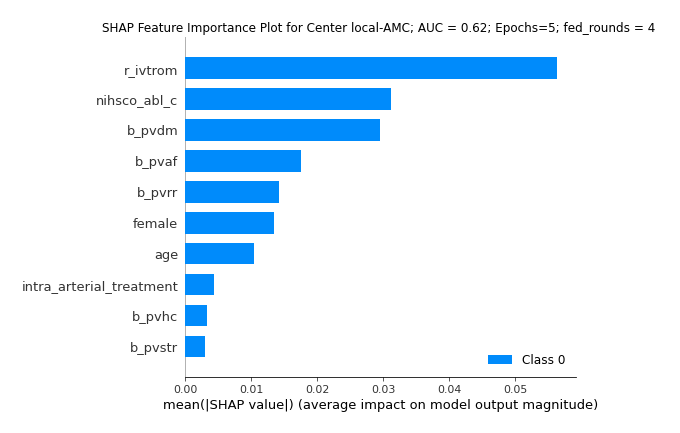 SHAP Feature Importance Plot for Center local-AMC; AUC = 0.62; Epochs=5; fed_rounds = 4
r_ivtrom
nihsco_abl_c
b_pvdm
b_pvaf
b_pvrr
female
age
intra_arterial_treatment
b_pvhc
b_pvstr
Class 0
0.00 0.01 0.02 0.03 0.04 0.05
mean(|SHAP value|) (average impact on model output magnitude)